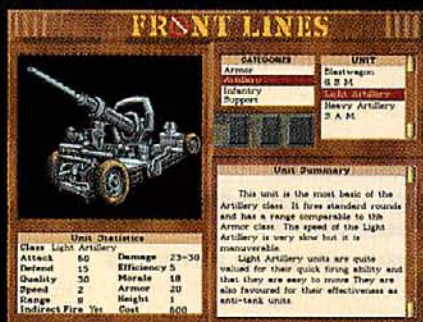 FRONT LINES
CATEGORIES
Armor
Artillery
Infantry
Support
UNIT
Blastwagon
G.B.M.
Light Artillery
Heavy Artillery
S.A.M.
Unit Statistics
Class Light Artillery
Attack 60 Damage 23-30
Defend 15 Efficiency 5
Quality 30 Morale 18
Speed 2 Armor 20
Range 8 Height 1
Indirect Fire Yes Cost 600
Unit Summary
This unit is the most basic of the
Artillery class. It fires standard rounds
and has a range comparable to the
Armor class. The speed of the Light
Artillery is very slow but it is
manuverable.
Light Artillery units are quite
valued for their quick firing ability and
that they are easy to move They are
also favoured for their effectiveness as
anti-tank units.